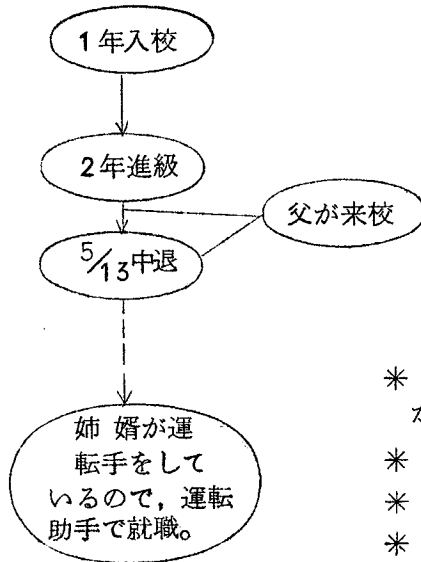 1年入校
2年進級
父が来校
5/13中退
*
*
*
*
姉婿が運
転手をして
いるので,運転
助手で就職。